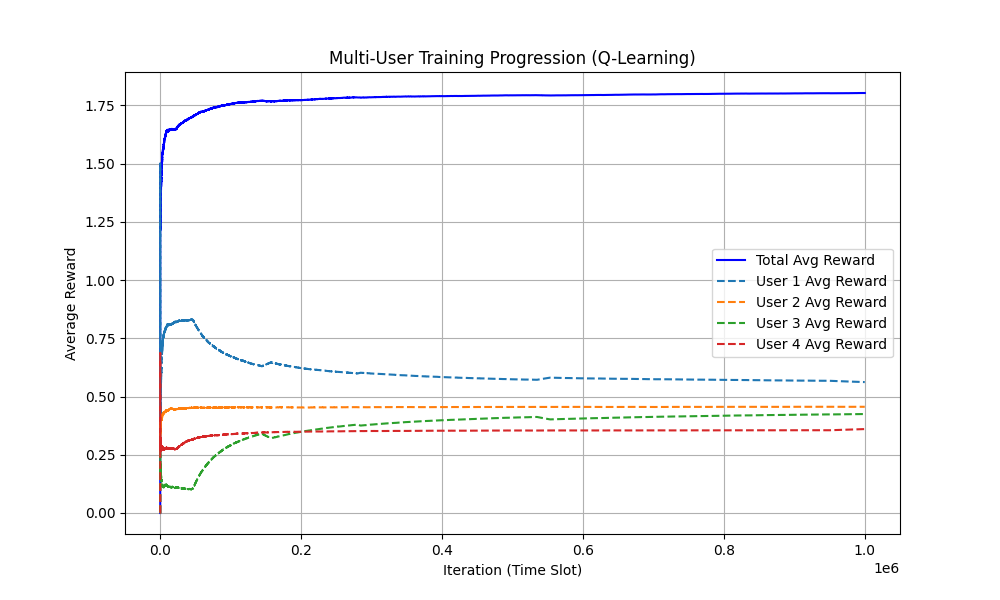 Multi-User Training Progression (Q-Learning)
Average Reward
1.75
1.50
1.25
1.00
0.75
0.50
0.25
0.00
Total Avg Reward
User 1 Avg Reward
User 2 Avg Reward
User 3 Avg Reward
User 4 Avg Reward
0.0 0.2 0.4 0.6 0.8 1.0
1e6
Iteration (Time Slot)